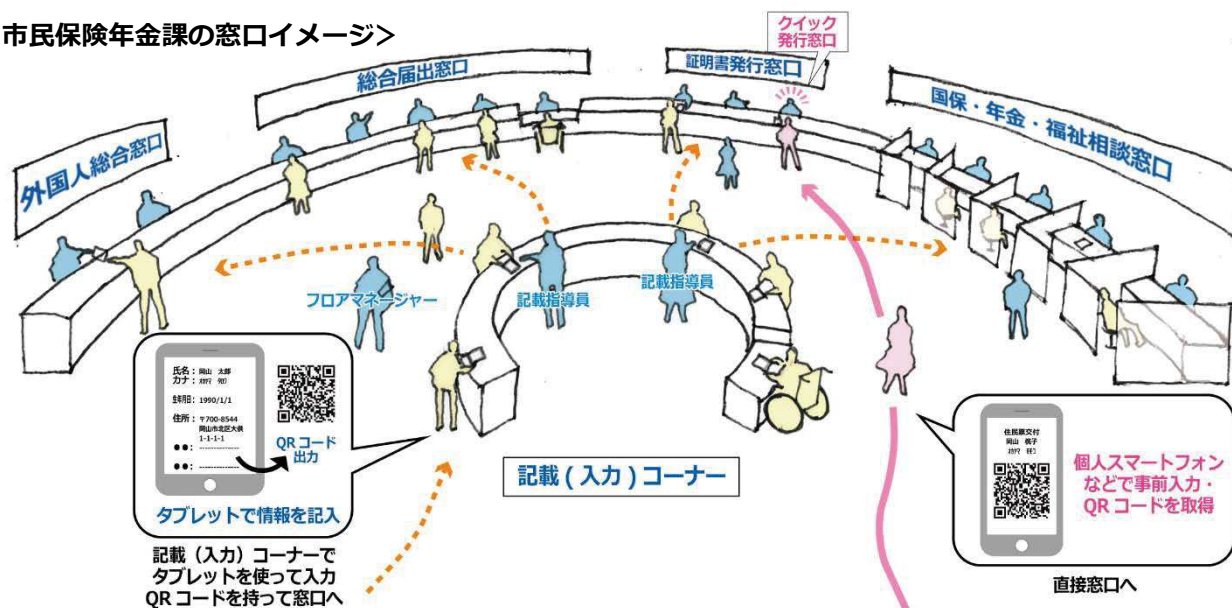 市民保険年金課の窓口イメージ>
クイック
発行窓口
総合届出窓口
証明書発行窓口
国保・年金・福祉相談窓口
外国人総合窓口
フロアマネージャー
記載指導員
記載指導員
氏名：岡山 太郎
カナ：
生年月日：1990/1/1
住所：〒700-8544
岡山市北区大供
1-1-1-1
●●：--------------
●●：--------------
QRコード
出力
タブレットで情報を記入
記載（入力）コーナーで
タブレットを使って入力
QRコードを持って窓口へ
記載(入力)コーナー
住民票交付
岡山 桃子
個人スマートフォン
などで事前入力・
QRコードを取得
直接窓口へ